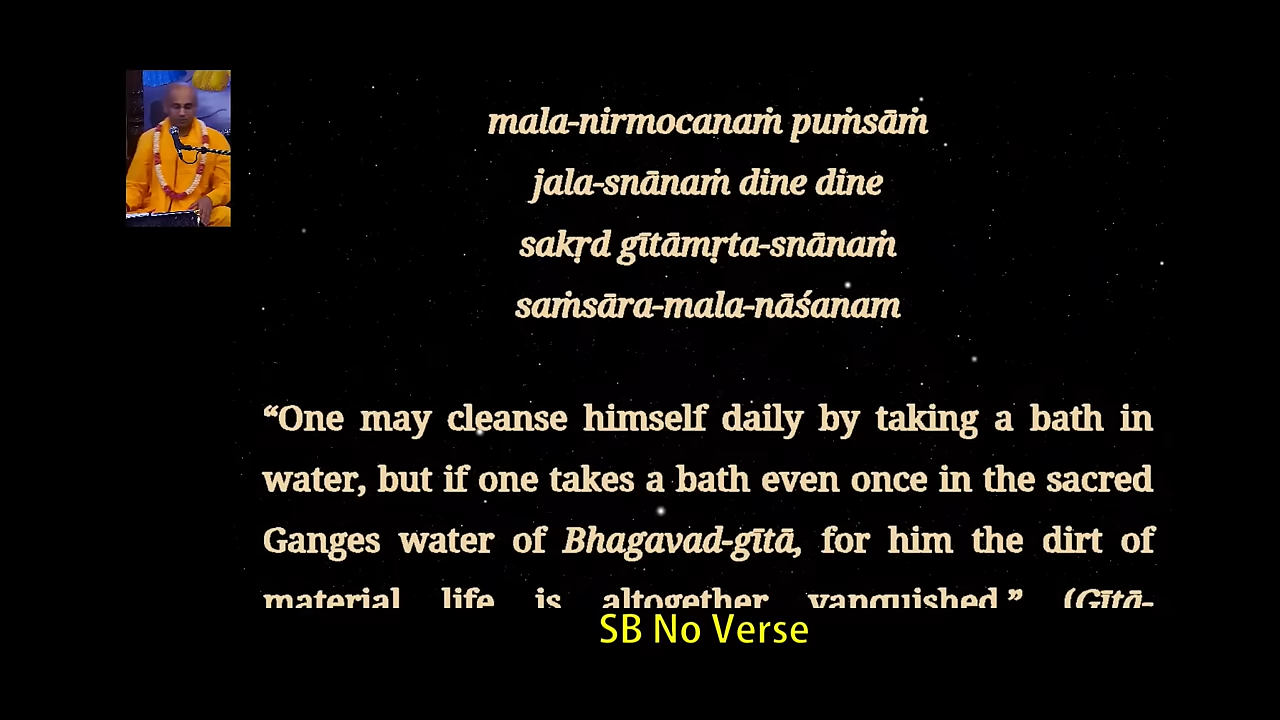 mala-nirmocanaṁ puṁsāṁ
jala-snānaṁ dine dine
sakṛd gītāmṛta-snānaṁ
saṁsāra-mala-nāśanam
“One may cleanse himself daily by taking a bath in
water, but if one takes a bath even once in the sacred
Ganges water of Bhagavad-gītā, for him the dirt of
material life is altogether vanquished.” (Gītā-
SB No Verse